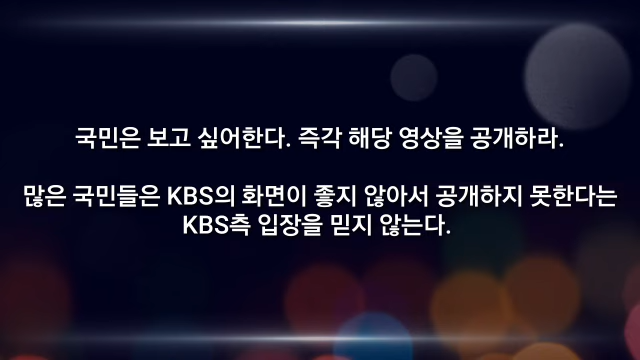 국민은 보고 싶어한다. 즉각 해당 영상을 공개하라.
많은 국민들은 KBS의 화면이 좋지 않아서 공개하지 못한다는
KBS측 입장을 믿지 않는다.